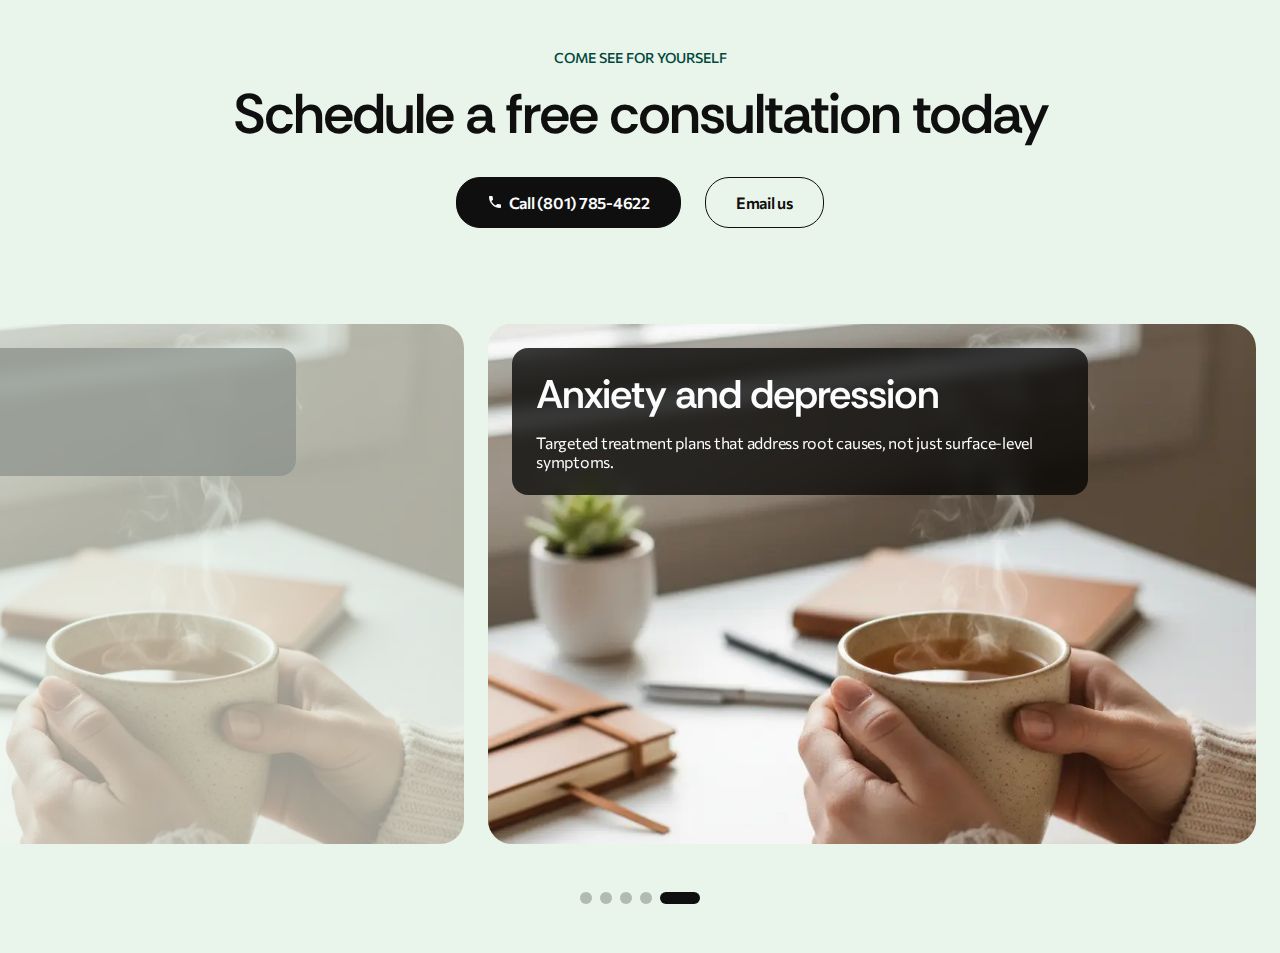 COME SEE FOR YOURSELF
Schedule a free consultation today
Call (801) 785-4622
Email us
Anxiety and depression
Targeted treatment plans that address root causes, not just surface-level
symptoms.